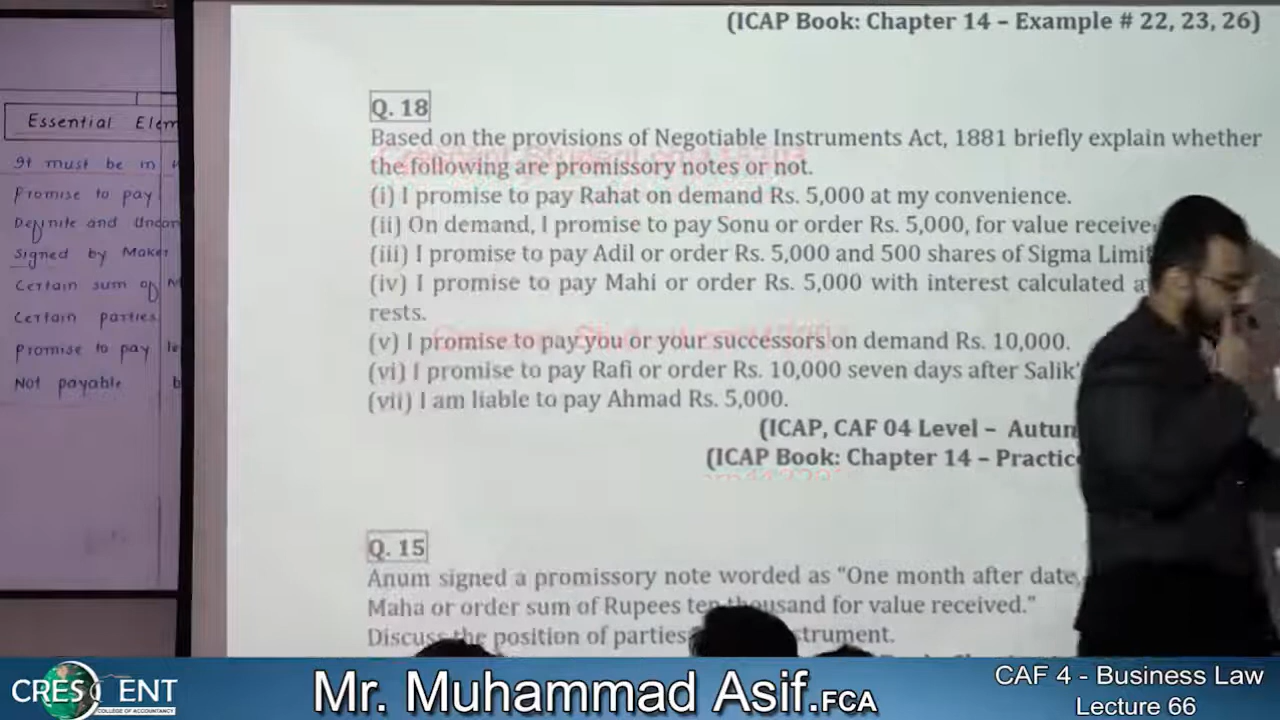 (ICAP Book: Chapter 14 – Example # 22, 23, 26)
Essential Elem
It must be in
Promise to pay
Definite and Uncon
Signed by Maker
Certain sum of M
Certain parties
Promise to pay le
Not payable b
Q. 18
Based on the provisions of Negotiable Instruments Act, 1881 briefly explain whether
the following are promissory notes or not.
(i) I promise to pay Rahat on demand Rs. 5,000 at my convenience.
(ii) On demand, I promise to pay Sonu or order Rs. 5,000, for value receive
(iii) I promise to pay Adil or order Rs. 5,000 and 500 shares of Sigma Limi
(iv) I promise to pay Mahi or order Rs. 5,000 with interest calculated a
rests.
(v) I promise to pay you or your successors on demand Rs. 10,000.
(vi) I promise to pay Rafi or order Rs. 10,000 seven days after Salik'
(vii) I am liable to pay Ahmad Rs. 5,000.
(ICAP, CAF 04 Level – Autun
(ICAP Book: Chapter 14 – Practic
Q. 15
Anum signed a promissory note worded as “One month after date,
Maha or order sum of Rupees ten thousand for value received.”
Discuss the position of parties strument.
CRESCENT
COLLEGE OF ACCOUNTANCY
Mr. Muhammad Asif.FCA
CAF 4 - Business Law
Lecture 66